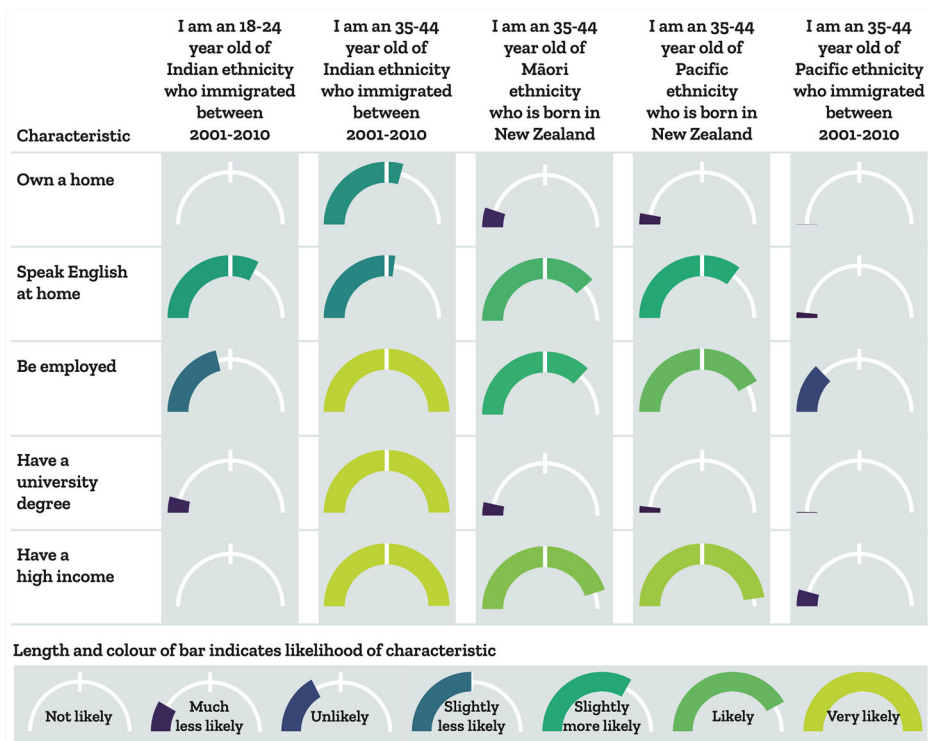 I am an 18-24
year old of
Indian ethnicity
who immigrated
between
2001-2010
I am an 35-44
year old of
Indian ethnicity
who immigrated
between
2001-2010
I am an 35-44
year old of
Māori
ethnicity
who is born in
New Zealand
I am an 35-44
year old of
Pacific
ethnicity
who is born in
New Zealand
I am an 35-44
year old of
Pacific ethnicity
who immigrated
between
2001-2010
Characteristic
Own a home
Speak English
at home
Be employed
Have a
university
degree
Have a
high income
Length and colour of bar indicates likelihood of characteristic
Not likely
Much
less likely
Unlikely
Slightly
less likely
Slightly
more likely
Likely
Very likely